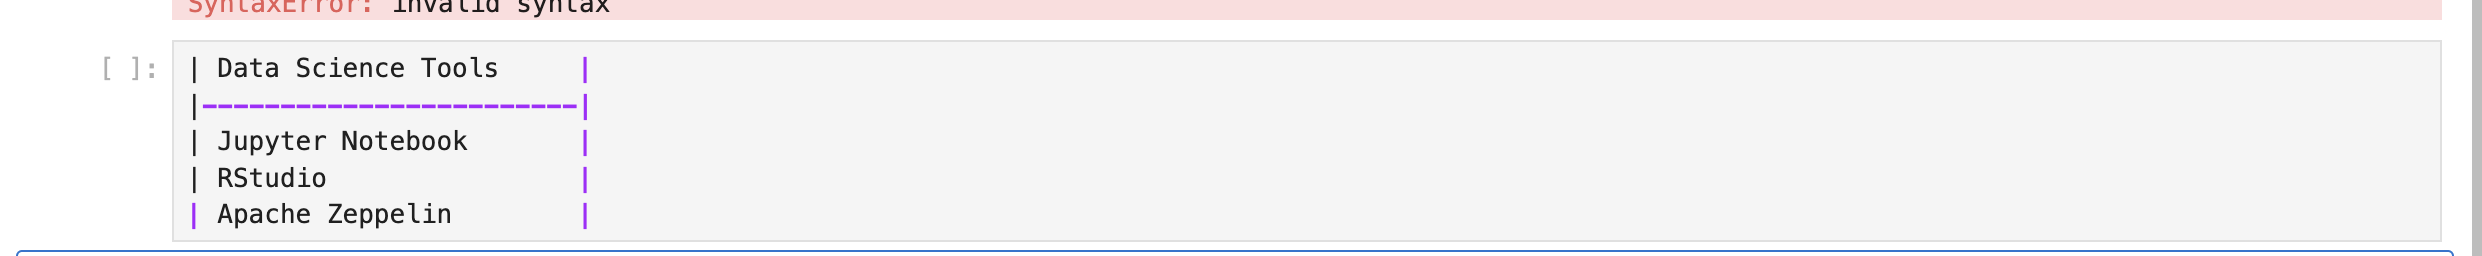 SyntaxError: invalid syntax
[ ]: | Data Science Tools     |
|------------------------|
| Jupyter Notebook       |
| RStudio                |
| Apache Zeppelin        |